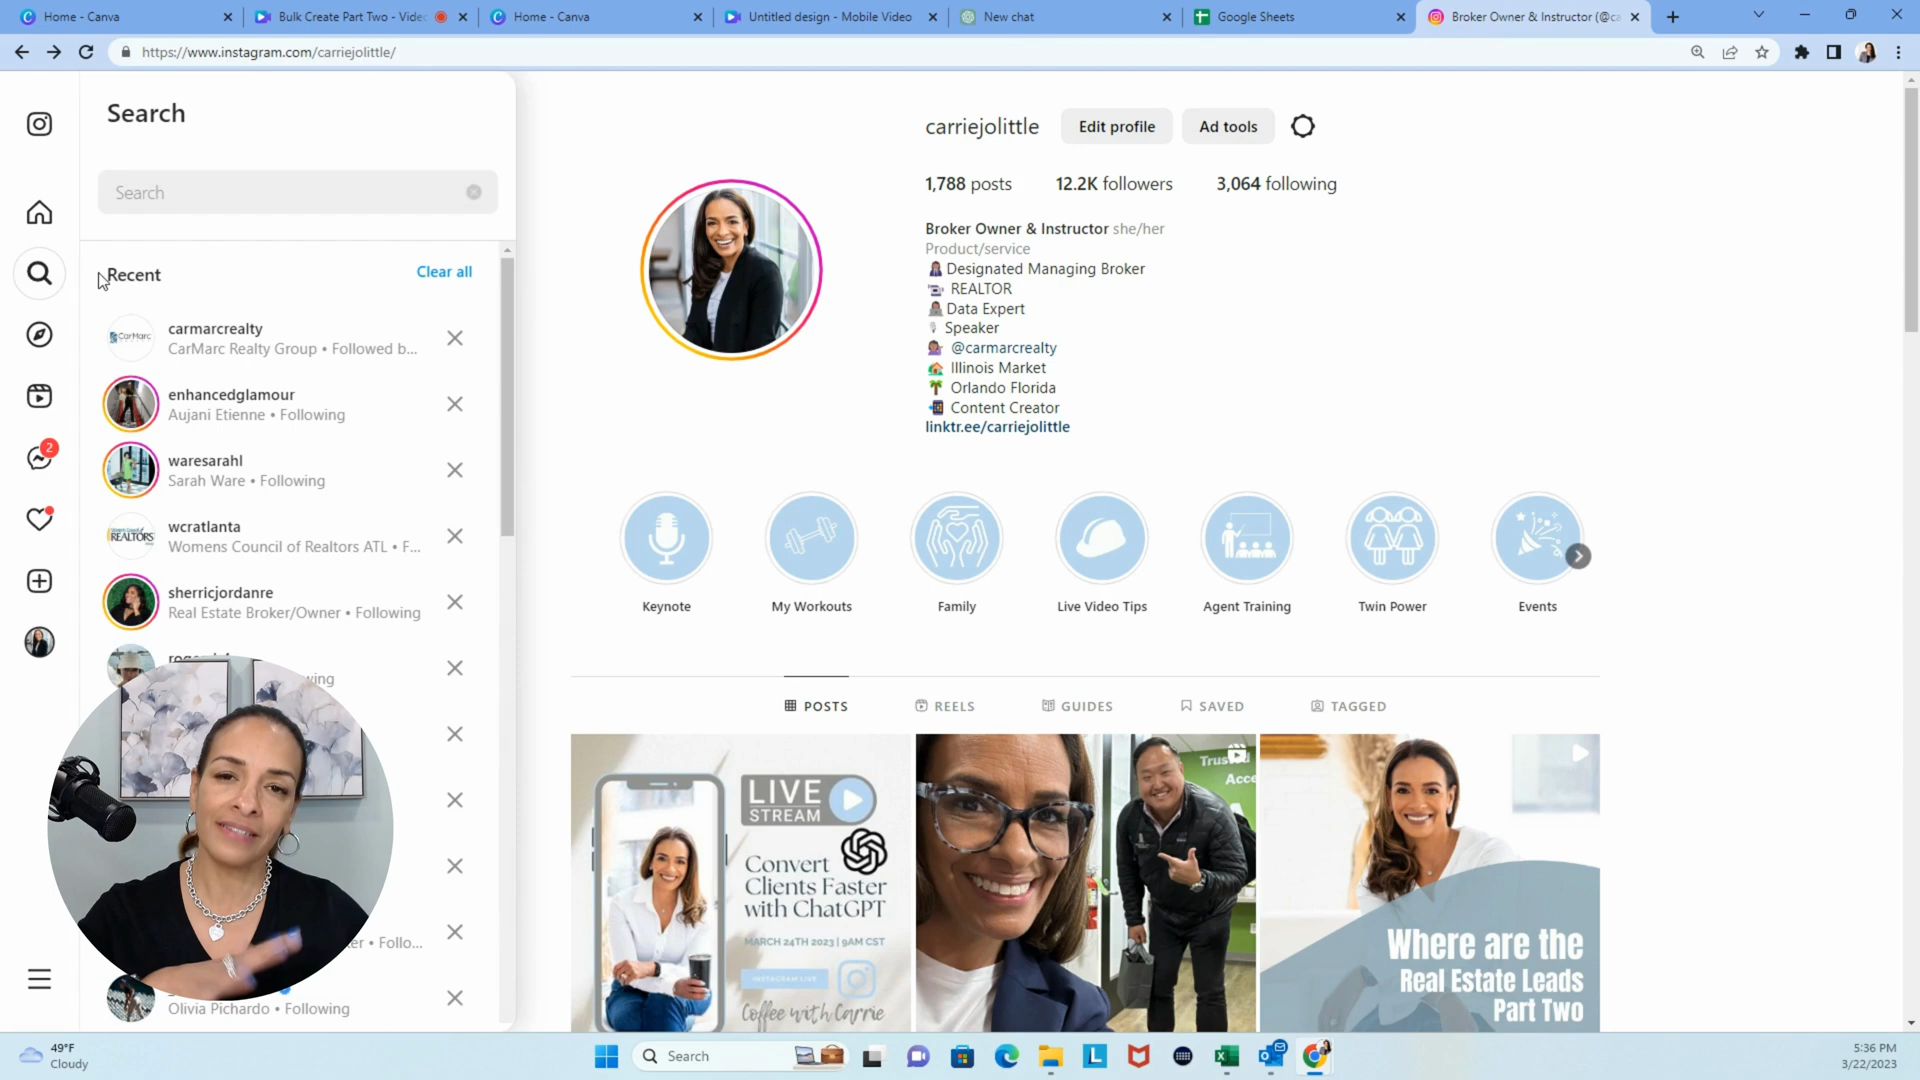 Home - Canva
Bulk Create Part Two - Vide
Home - Canva
Untitled design - Mobile Video
New chat
Google Sheets
Broker Owner & Instructor (@ca
https://www.instagram.com/carriejolittle/
Search
Search
Recent
Clear all
carmarcrealty
CarMarc Realty Group • Followed b...
enhancedglamour
Aujani Etienne • Following
waresarahl
Sarah Ware • Following
wcratlanta
Womens Council of Realtors ATL • F...
sherricjordanre
Real Estate Broker/Owner • Following
er • Follo...
Olivia Pichardo • Following
2
CarMarc
REALTORS
carriejolittle
Edit profile
Ad tools
1,788 posts
12.2K followers
3,064 following
Broker Owner & Instructor she/her
Product/service
Designated Managing Broker
REALTOR
Data Expert
Speaker
@carmarcrealty
Illinois Market
Orlando Florida
Content Creator
linktr.ee/carriejolittle
Keynote
My Workouts
Family
Live Video Tips
Agent Training
Twin Power
Events
POSTS
REELS
GUIDES
SAVED
TAGGED
LIVE
STREAM
Convert
Clients Faster
with ChatGPT
MARCH 24TH 2023 | 9AM CST
INSTAGRAM LIVE
Coffee with Carrie
Where are the
Real Estate Leads
Part Two
49°F
Cloudy
Search
5:36 PM
3/22/2023